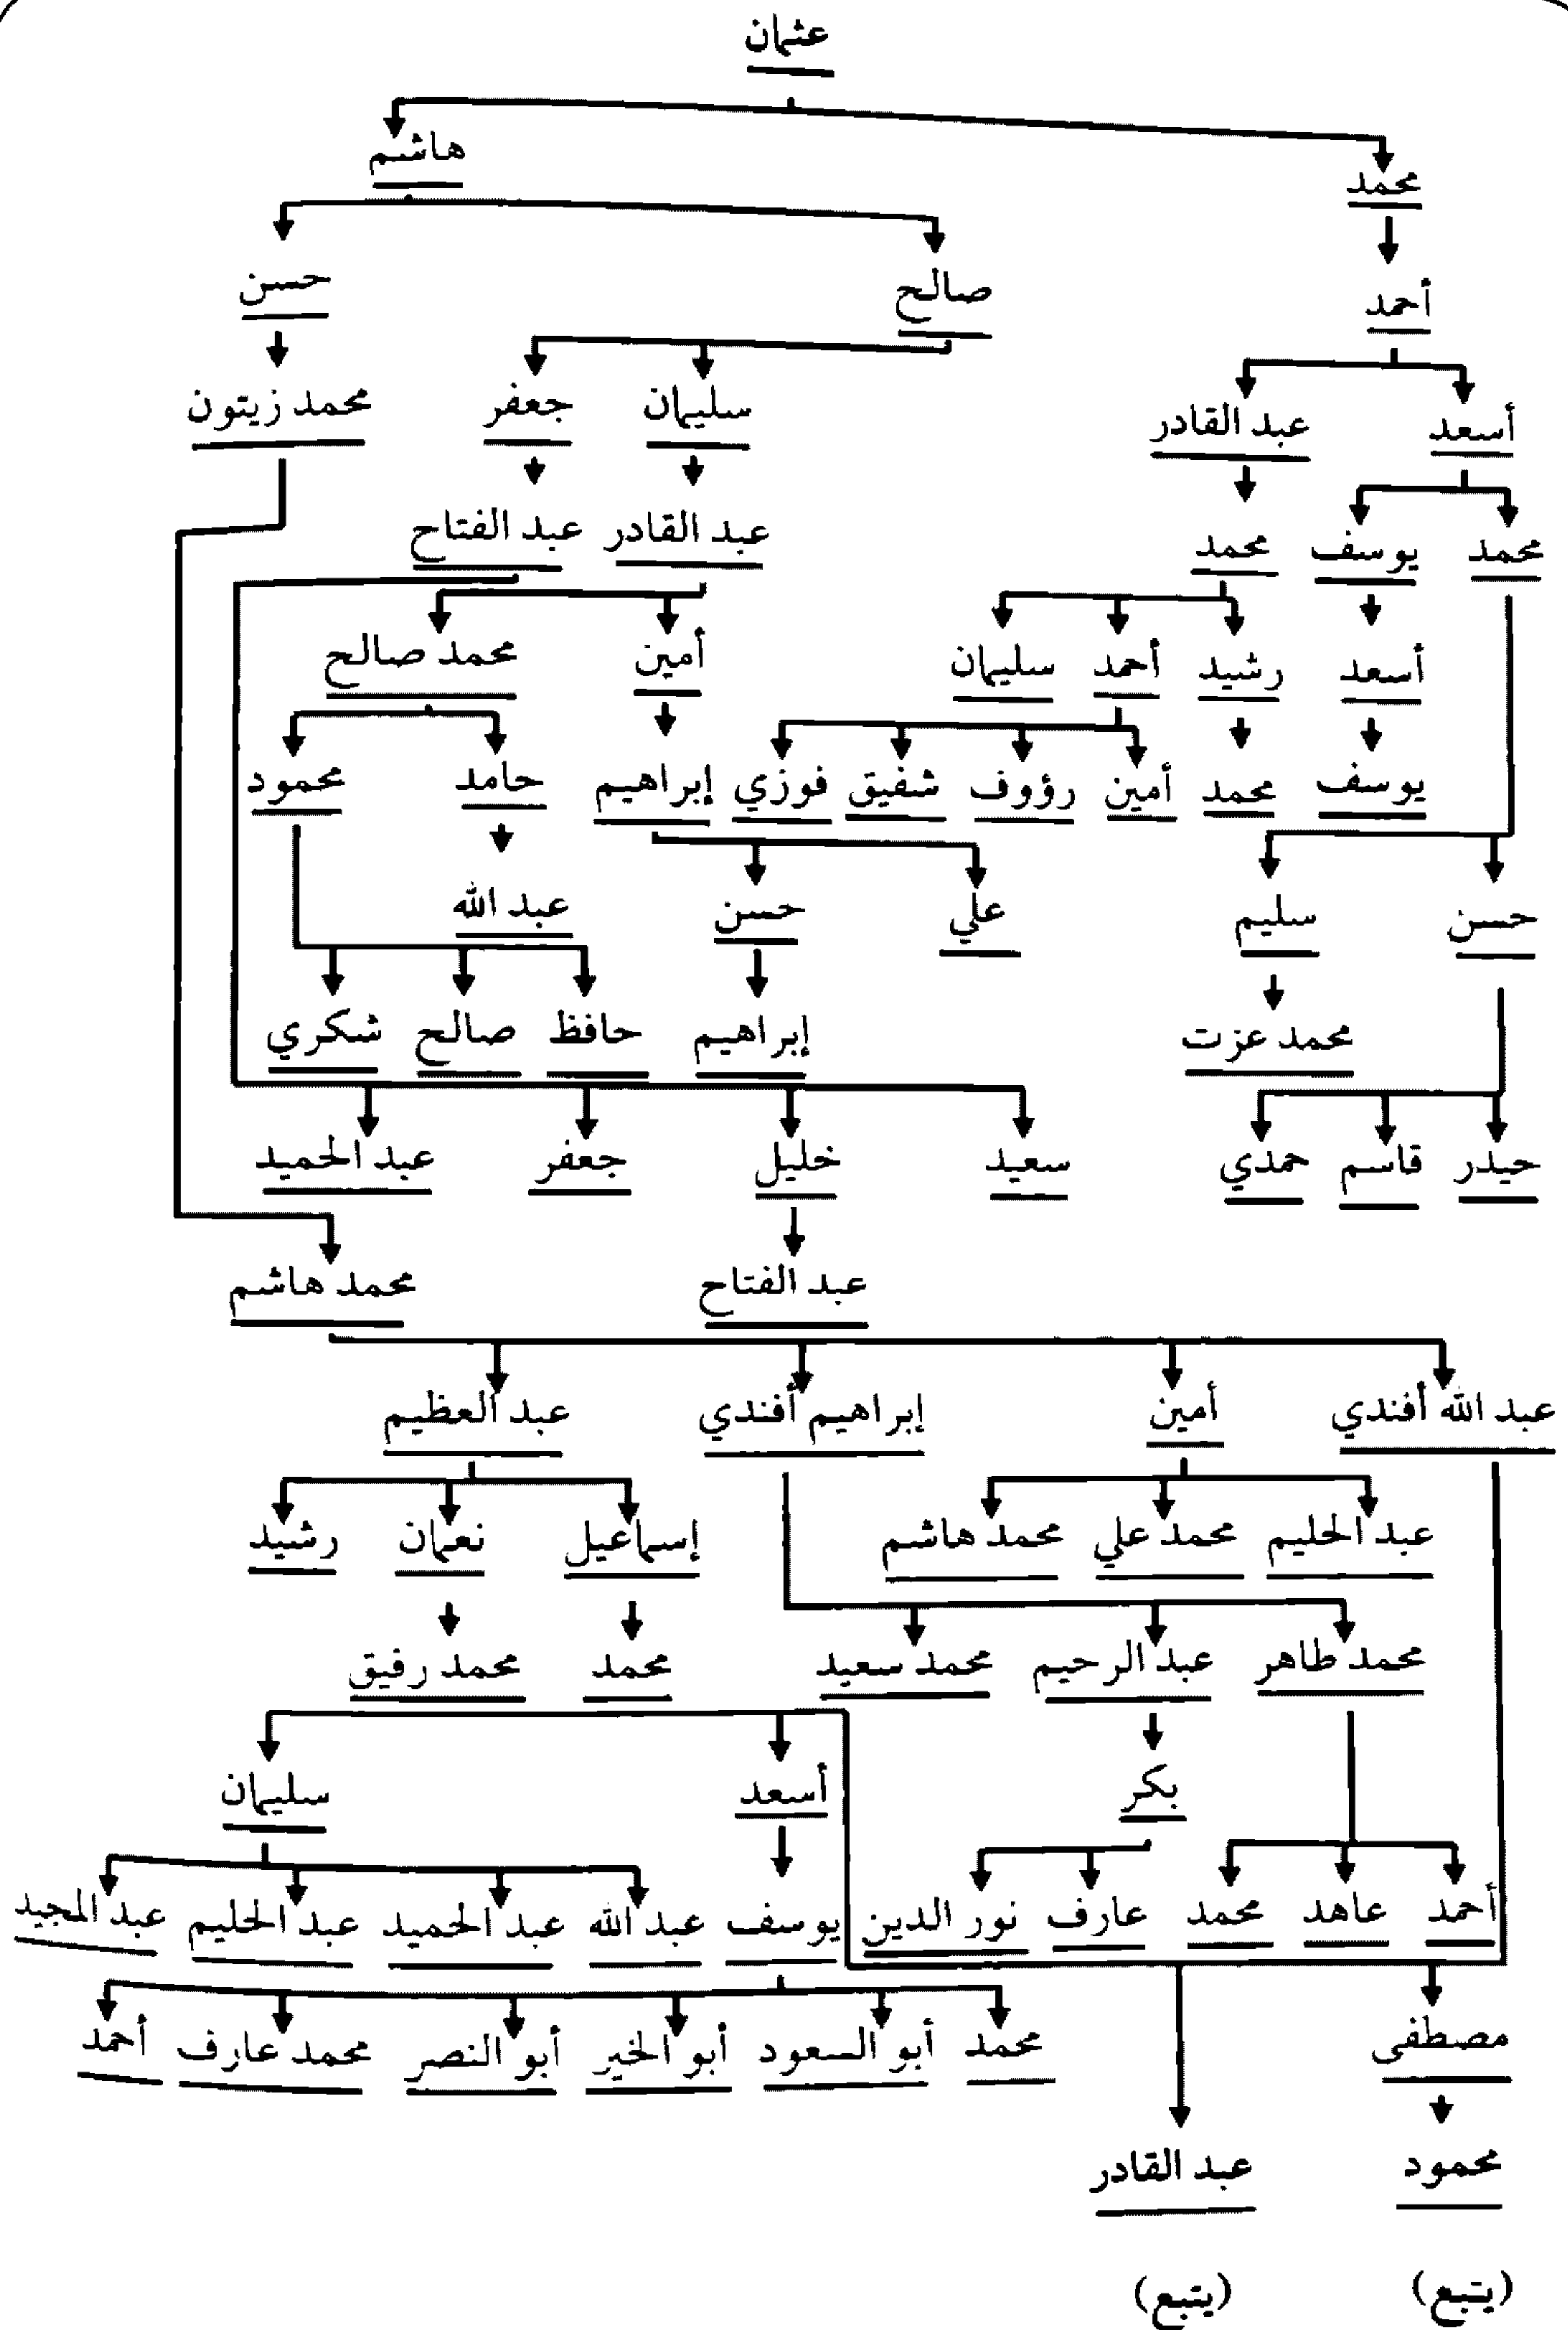 عثمان
هاشم
محمد
حسن
صالح
أحمد
محمد زيتون
جعفر
سليمان
عبد القادر
أسعد
عبد الفتاح
عبد القادر
محمد
يوسف
محمد
محمد صالح
أمين
سليمان
أحمد
رشيد
أسعد
محمود
حامد
إبراهيم
فوزي
شفيق
رؤوف
أمين
محمد
يوسف
عبد الله
حسن
علي
سليم
حسن
شكري
صالح
حافظ
إبراهيم
محمد عزت
عبد الحميد
جعفر
خليل
سعيد
حمدي
قاسم
حيدر
محمد هاشم
عبد الفتاح
عبد العظيم
إبراهيم أفندي
أمين
عبد الله أفندي
رشيد
نعمان
إسماعيل
محمد هاشم
محمد علي
عبد الحليم
محمد رفيق
محمد
محمد سعيد
عبد الرحيم
محمد طاهر
سليمان
أسعد
بكر
عبد المجيد
عبد الحليم
عبد الحميد
عبد الله
يوسف
نور الدين
عارف
محمد
عاهد
أحمد
أحمد
محمد عارف
أبو النصر
أبو الخير
أبو السعود
محمد
مصطفى
عبد القادر
محمود
(يتبع)
(يتبع)